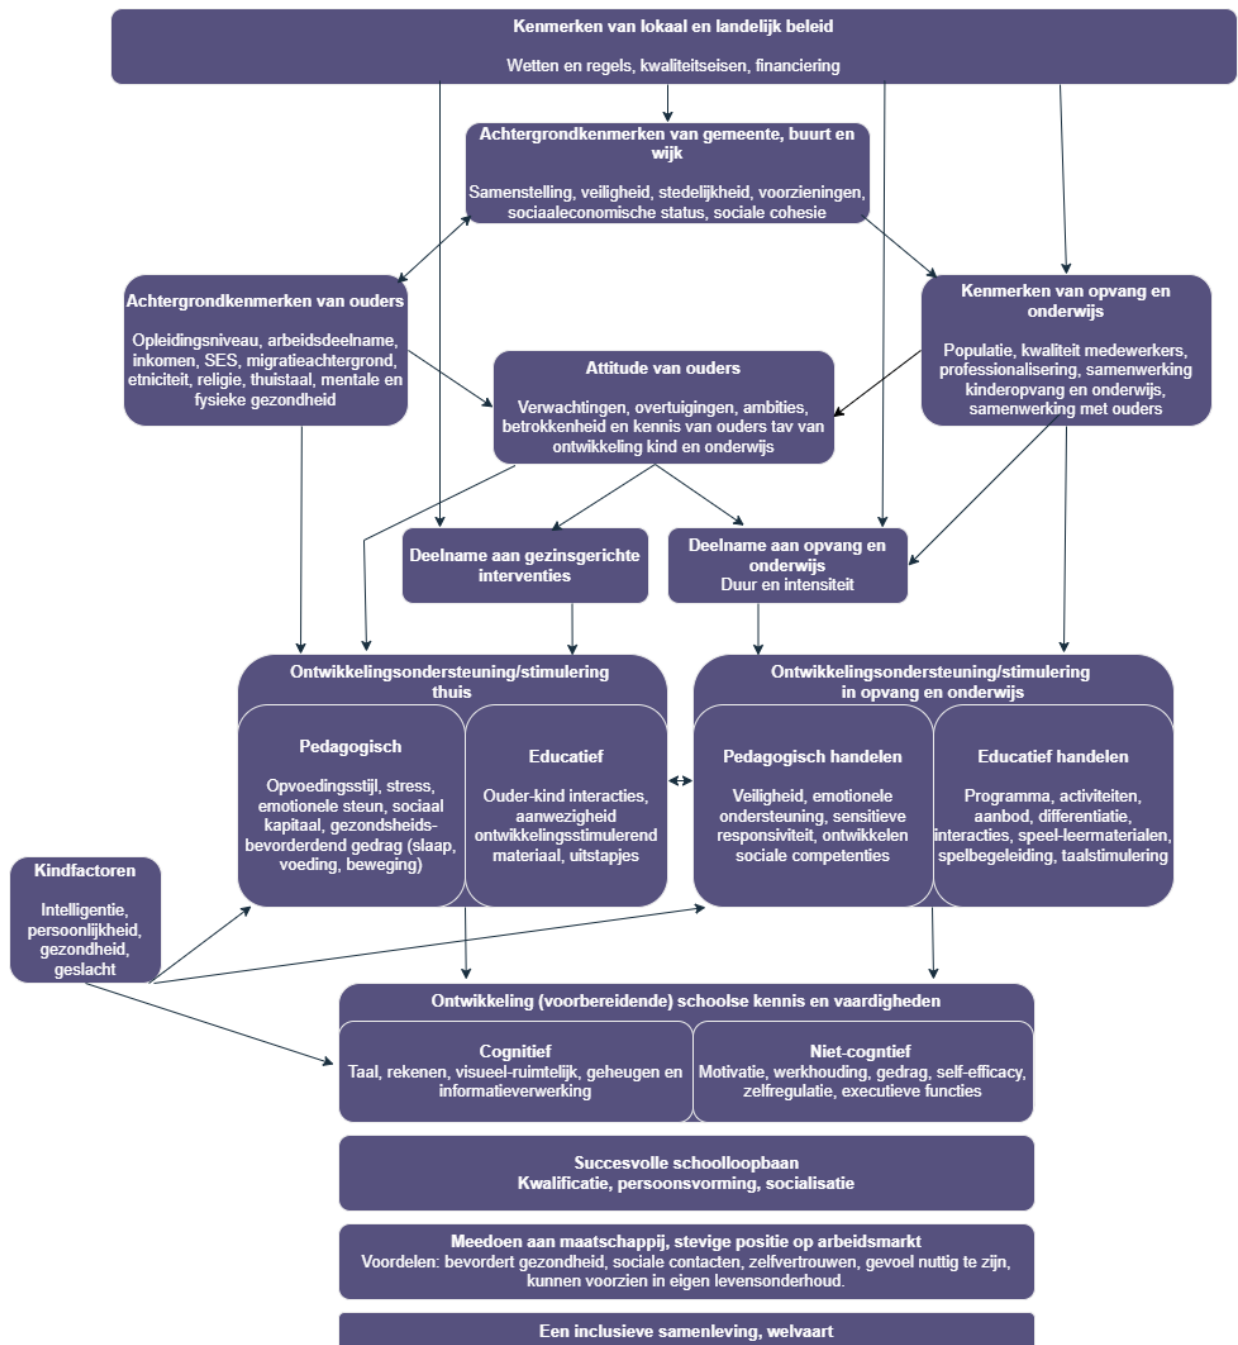 Kenmerken van lokaal en landelijk beleid
Wetten en regels, kwaliteitseisen, financiering
Achtergrondkenmerken van gemeente, buurt en
wijk
Samenstelling, veiligheid, stedelijkheid, voorzieningen,
sociaaleconomische status, sociale cohesie
Achtergrondkenmerken van ouders
Opleidingsniveau, arbeidsdeelname,
inkomen, SES, migratieachtergrond,
etniciteit, religie, thuistaal, mentale en
fysieke gezondheid
Kenmerken van opvang en
onderwijs
Populatie, kwaliteit medewerkers,
professionalisering, samenwerking
kinderopvang en onderwijs,
samenwerking met ouders
Attitude van ouders
Verwachtingen, overtuigingen, ambities,
betrokkenheid en kennis van ouders tav van
ontwikkeling kind en onderwijs
Deelname aan gezinsgerichte
interventies
Deelname aan opvang en
onderwijs
Duur en intensiteit
Ontwikkelingsondersteuning/stimulering
thuis
Pedagogisch
Opvoedingsstijl, stress,
emotionele steun, sociaal
kapitaal, gezondsheids-
bevorderdend gedrag (slaap,
voeding, beweging)
Educatief
Ouder-kind interacties,
aanwezigheid
ontwikkelingsstimulerend
materiaal, uitstapjes
Ontwikkelingsondersteuning/stimulering
in opvang en onderwijs
Pedagogisch handelen
Veiligheid, emotionele
ondersteuning, sensitieve
responsiviteit, ontwikkelen
sociale competenties
Educatief handelen
Programma, activiteiten,
aanbod, differentiatie,
interacties, speel-leermaterialen,
spelbegeleiding, taalstimulering
Kindfactoren
Intelligentie,
persoonlijkheid,
gezondheid,
geslacht
Ontwikkeling (voorbereidende) schoolse kennis en vaardigheden
Cognitief
Taal, rekenen, visueel-ruimtelijk, geheugen en
informatieverwerking
Niet-cogntief
Motivatie, werkhouding, gedrag, self-efficacy,
zelfregulatie, executieve functies
Succesvolle schoolloopbaan
Kwalificatie, persoonsvorming, socialisatie
Meedoen aan maatschappij, stevige positie op arbeidsmarkt
Voordelen: bevordert gezondheid, sociale contacten, zelfvertrouwen, gevoel nuttig te zijn,
kunnen voorzien in eigen levensonderhoud.
Een inclusieve samenleving, welvaart